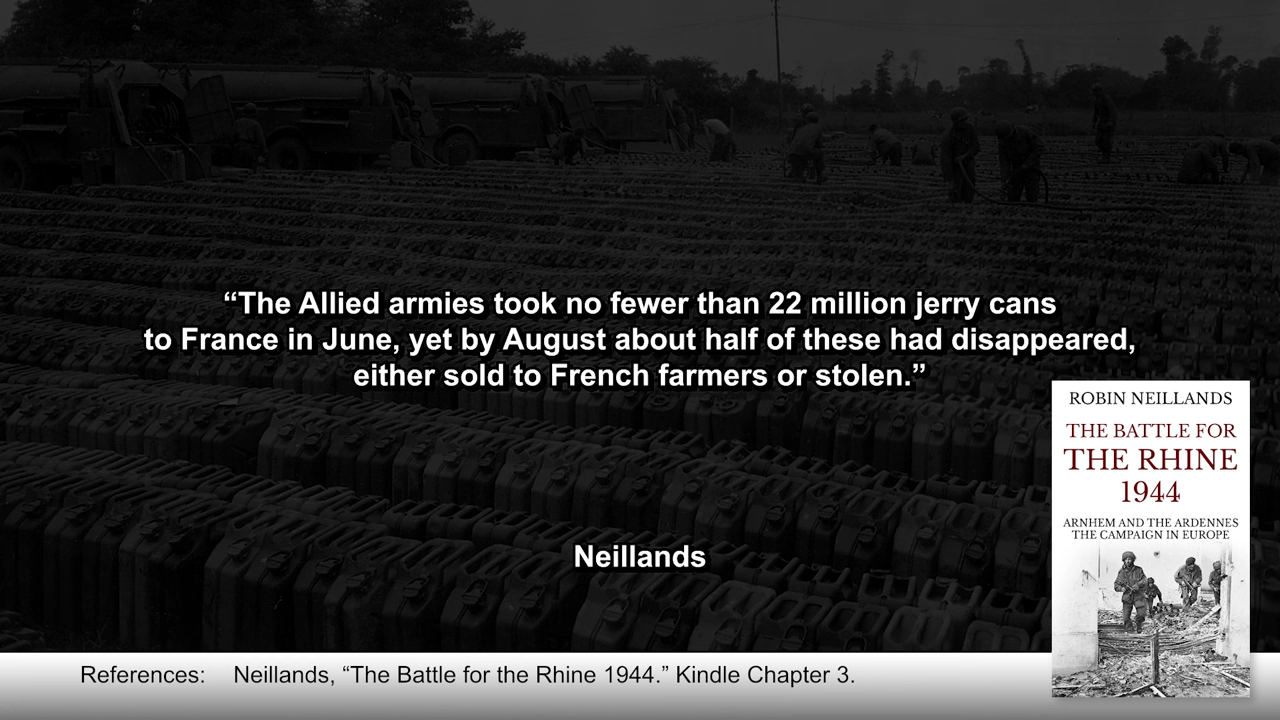 “The Allied armies took no fewer than 22 million jerry cans
to France in June, yet by August about half of these had disappeared,
either sold to French farmers or stolen.”
Neillands
ROBIN NEILLANDS
THE BATTLE FOR
THE RHINE
1944
ARNHEM AND THE ARDENNES
THE CAMPAIGN IN EUROPE
References: Neillands, “The Battle for the Rhine 1944.” Kindle Chapter 3.